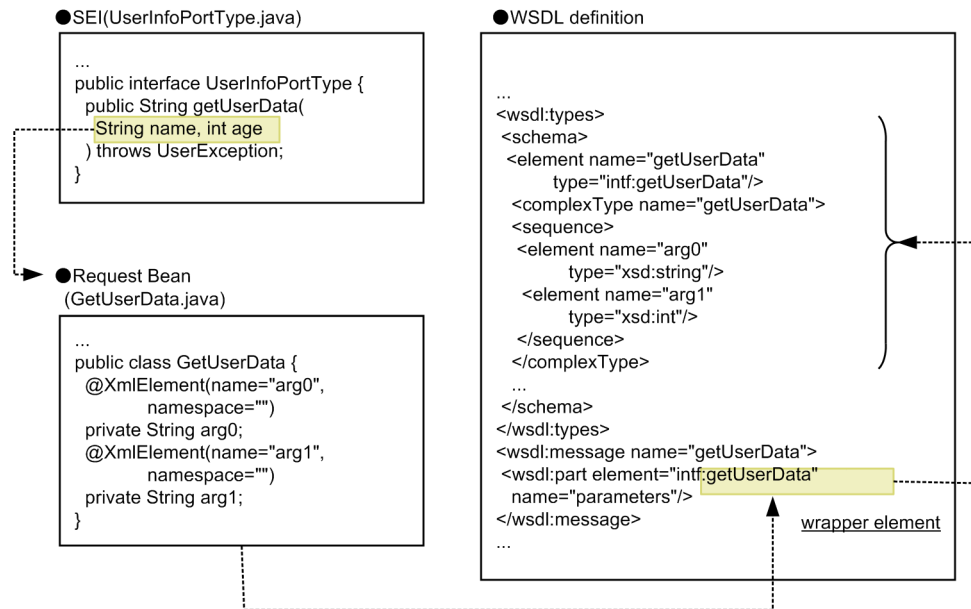 ●SEI(UserInfoPortType.java)
...
public interface UserInfoPortType {
public String getUserData(
String name, int age
) throws UserException;
}
●Request Bean
(GetUserData.java)
...
public class GetUserData {
@XmlElement(name="arg0",
namespace="")
private String arg0;
@XmlElement(name="arg1",
namespace="")
private String arg1;
}
●WSDL definition
...
<wsdl:types>
<schema>
<element name="getUserData"
type="intf:getUserData"/>
<complexType name="getUserData">
<sequence>
<element name="arg0"
type="xsd:string"/>
<element name="arg1"
type="xsd:int"/>
</sequence>
</complexType>
...
</schema>
</wsdl:types>
<wsdl:message name="getUserData">
<wsdl:part element="intf:getUserData"
name="parameters"/>
</wsdl:message>
wrapper element
...